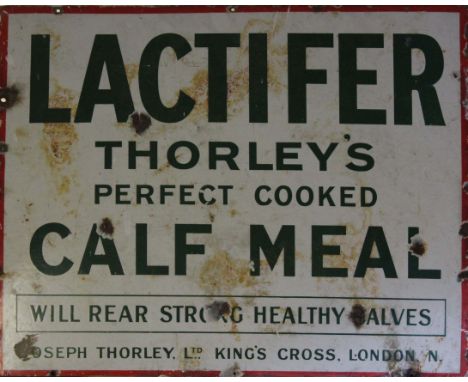 LACTIFER
THORLEY'S
PERFECT COOKED
CALF MEAL
WILL REAR STRONG HEALTHY CALVES
JOSEPH THORLEY, LTD KING'S CROSS, LONDON, N.